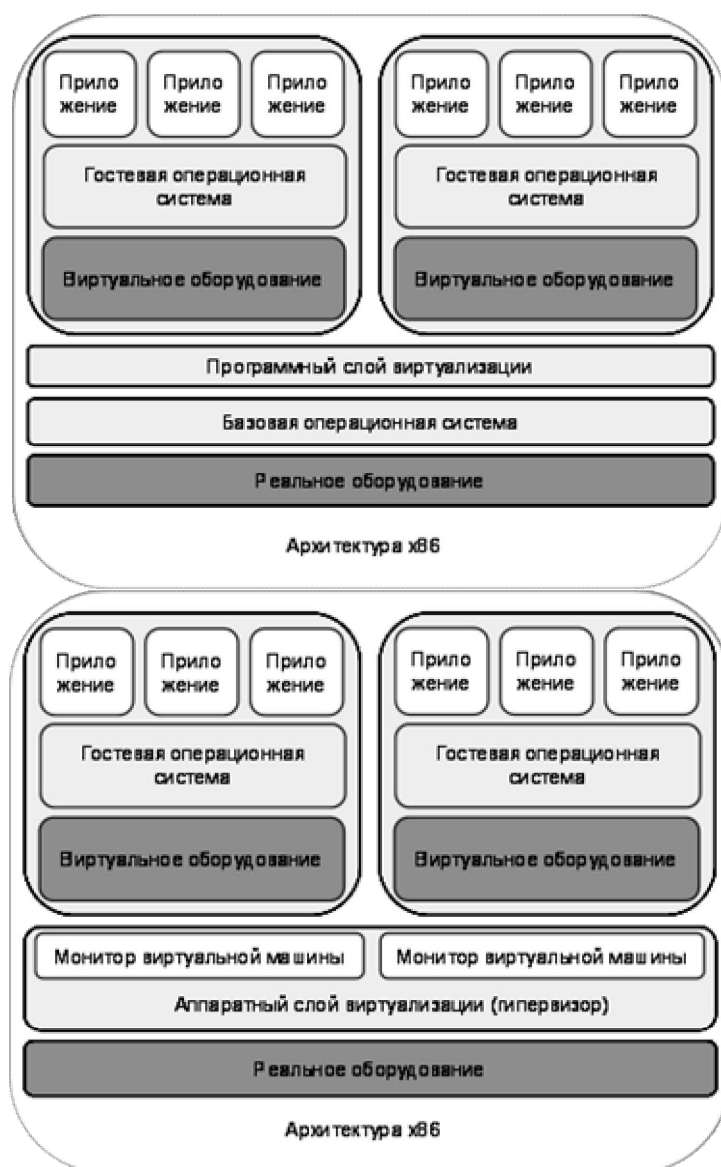 Прило Прило Прило
жение жение жение
Прило Прило Прило
жение жение жение
Гостевая операционная
система
Гостевая операционная
система
Виртуальное оборудование
Виртуальное оборудование
Программный слой виртуализации
Базовая операционная система
Реальное оборудование
Архитектура x86
Прило Прило Прило
жение жение жение
Прило Прило Прило
жение жение жение
Гостевая операционная
система
Гостевая операционная
система
Виртуальное оборудование
Виртуальное оборудование
Монитор виртуальной машины
Монитор виртуальной машины
Аппаратный слой виртуализации (гипервизор)
Реальное оборудование
Архитектура x86